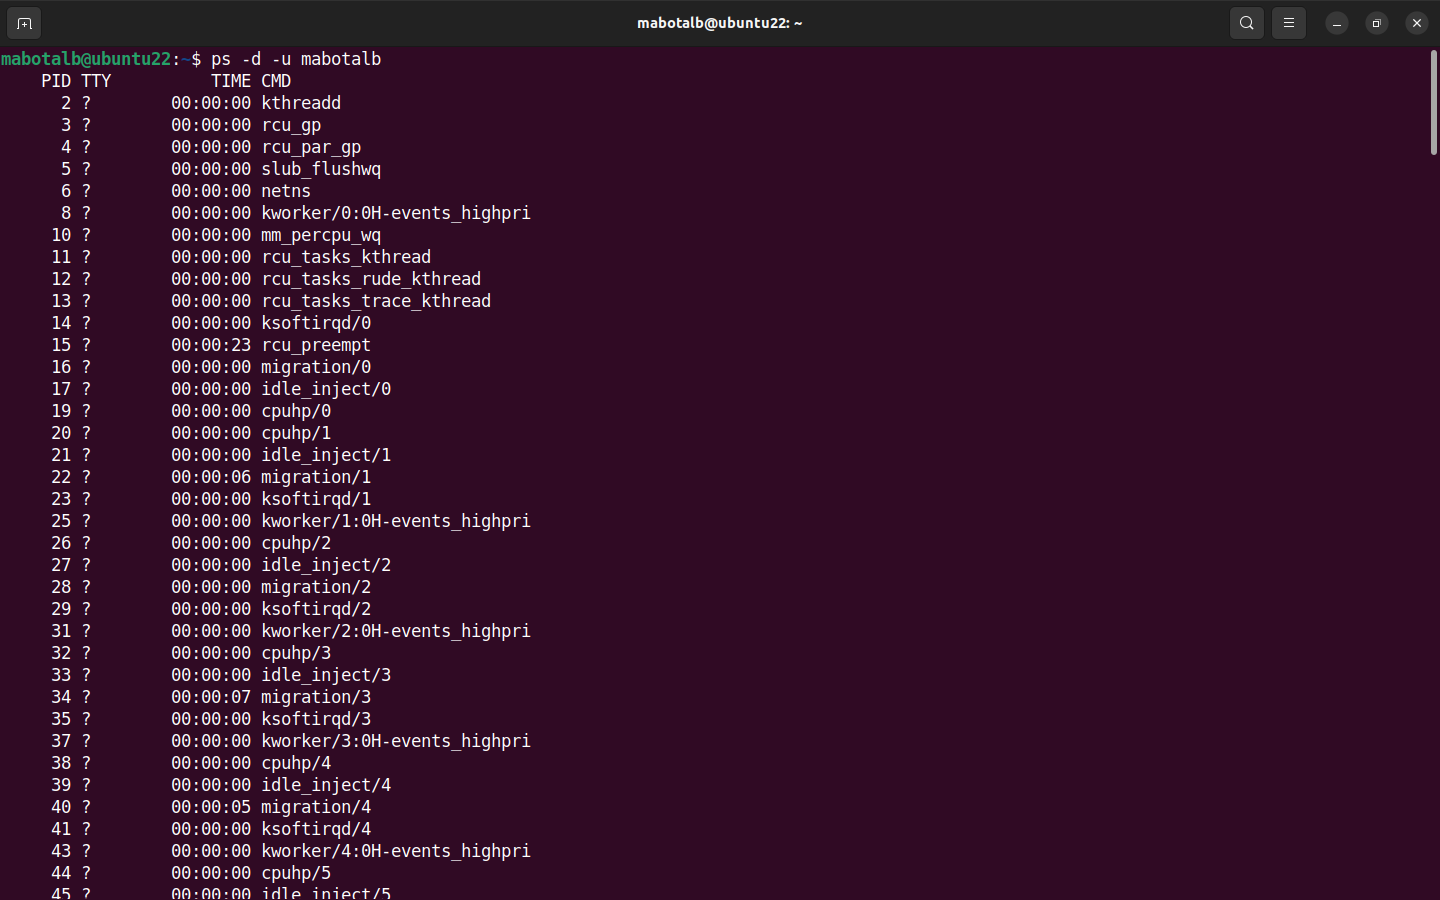 mabotalb@ubuntu22: ~
mabotalb@ubuntu22:~$ ps -d -u mabotalb
    PID TTY          TIME CMD
      2 ?        00:00:00 kthreadd
      3 ?        00:00:00 rcu_gp
      4 ?        00:00:00 rcu_par_gp
      5 ?        00:00:00 slub_flushwq
      6 ?        00:00:00 netns
      8 ?        00:00:00 kworker/0:0H-events_highpri
     10 ?        00:00:00 mm_percpu_wq
     11 ?        00:00:00 rcu_tasks_kthread
     12 ?        00:00:00 rcu_tasks_rude_kthread
     13 ?        00:00:00 rcu_tasks_trace_kthread
     14 ?        00:00:00 ksoftirqd/0
     15 ?        00:00:23 rcu_preempt
     16 ?        00:00:00 migration/0
     17 ?        00:00:00 idle_inject/0
     19 ?        00:00:00 cpuhp/0
     20 ?        00:00:00 cpuhp/1
     21 ?        00:00:00 idle_inject/1
     22 ?        00:00:06 migration/1
     23 ?        00:00:00 ksoftirqd/1
     25 ?        00:00:00 kworker/1:0H-events_highpri
     26 ?        00:00:00 cpuhp/2
     27 ?        00:00:00 idle_inject/2
     28 ?        00:00:00 migration/2
     29 ?        00:00:00 ksoftirqd/2
     31 ?        00:00:00 kworker/2:0H-events_highpri
     32 ?        00:00:00 cpuhp/3
     33 ?        00:00:00 idle_inject/3
     34 ?        00:00:07 migration/3
     35 ?        00:00:00 ksoftirqd/3
     37 ?        00:00:00 kworker/3:0H-events_highpri
     38 ?        00:00:00 cpuhp/4
     39 ?        00:00:00 idle_inject/4
     40 ?        00:00:05 migration/4
     41 ?        00:00:00 ksoftirqd/4
     43 ?        00:00:00 kworker/4:0H-events_highpri
     44 ?        00:00:00 cpuhp/5
     45 ?        00:00:00 idle_inject/5